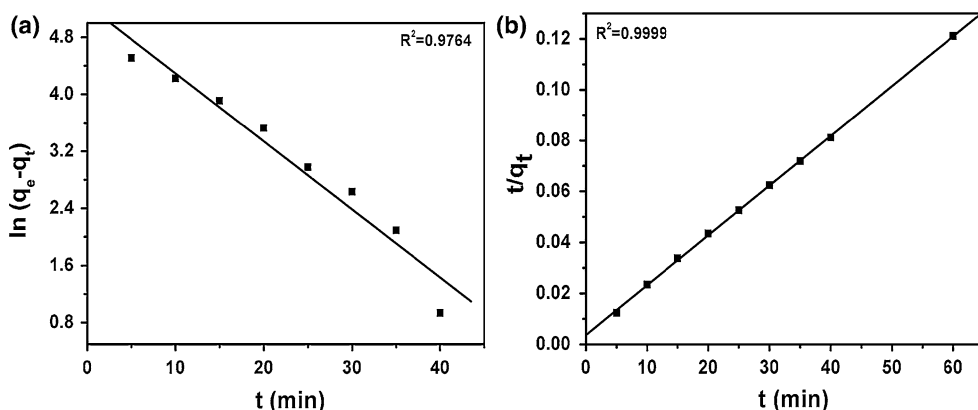 (a)
R²=0.9764
4.8
4.0
3.2
2.4
1.6
0.8
ln (qₑ-qₜ)
0 10 20 30 40
t (min)
(b)
R²=0.9999
0.12
0.10
0.08
0.06
0.04
0.02
0.00
t/qₜ
0 10 20 30 40 50 60
t (min)